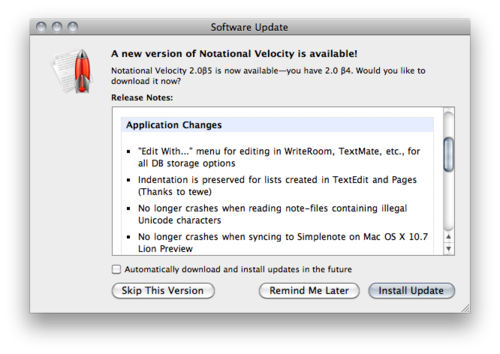 Software Update
A new version of Notational Velocity is available!
Notational Velocity 2.0β5 is now available—you have 2.0 β4. Would you like to
download it now?
Release Notes:
Application Changes
▪ "Edit With..." menu for editing in WriteRoom, TextMate, etc., for
all DB storage options
▪ Indentation is preserved for lists created in TextEdit and Pages
(Thanks to tewe)
▪ No longer crashes when reading note-files containing illegal
Unicode characters
▪ No longer crashes when syncing to Simplenote on Mac OS X 10.7
Lion Preview
Automatically download and install updates in the future
Skip This Version
Remind Me Later
Install Update